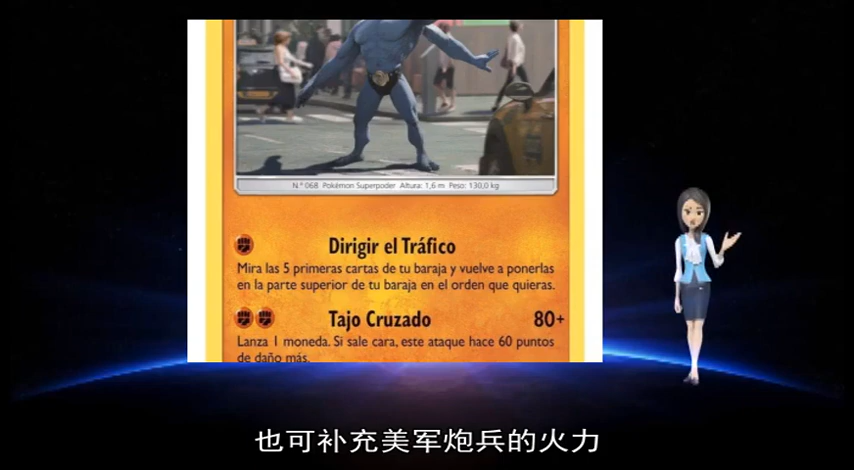 N.º 068 Pokémon Superpoder Altura: 1,6 m Peso: 130,0 kg
Dirigir el Tráfico
Mira las 5 primeras cartas de tu baraja y vuelve a ponerlas
en la parte superior de tu baraja en el orden que quieras.
Tajo Cruzado 80+
Lanza 1 moneda. Si sale cara, este ataque hace 60 puntos
de daño más.
也可补充美军炮兵的火力